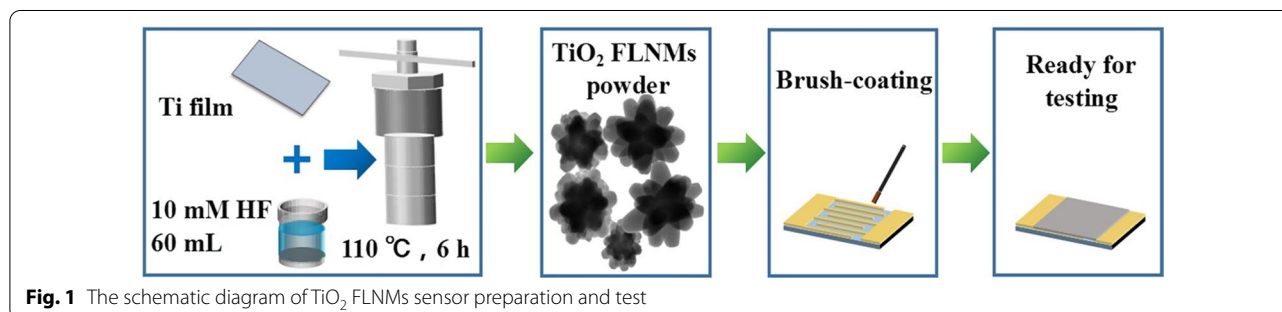 Ti film
+
10 mM HF
60 mL
110 ℃ , 6 h
TiO₂ FLNMs
powder
Brush-coating
Ready for
testing
Fig. 1 The schematic diagram of TiO₂ FLNMs sensor preparation and test